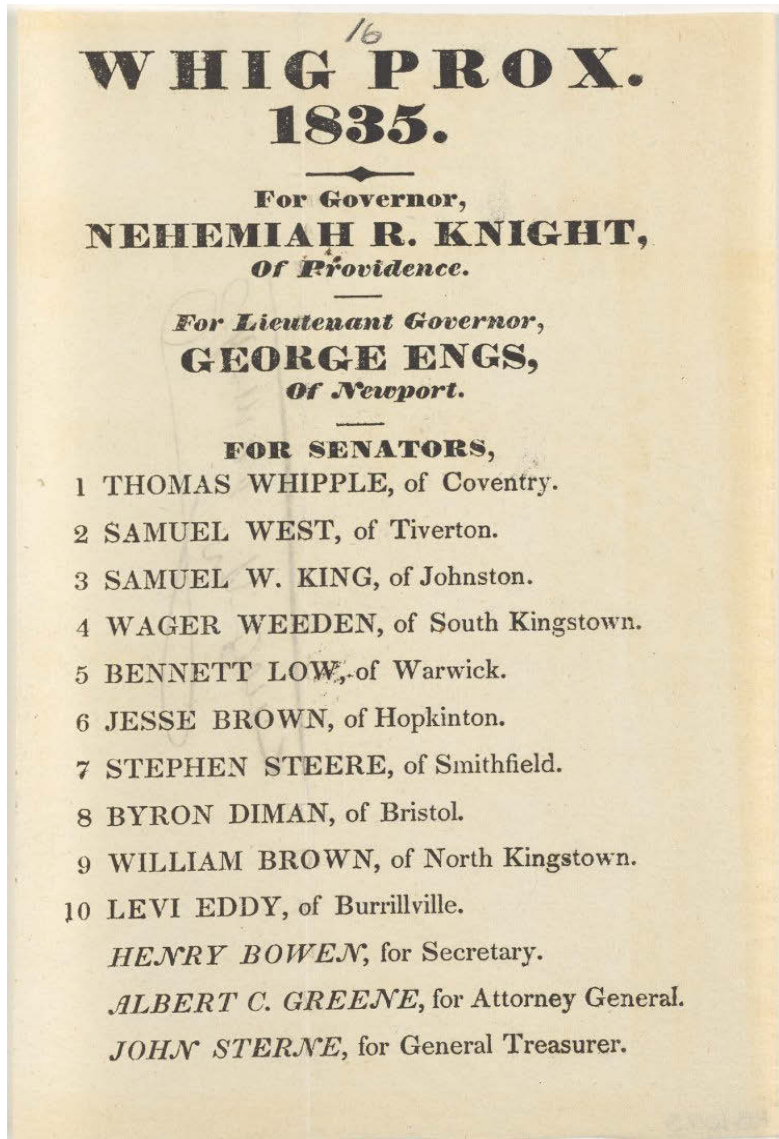 16
WHIG PROX.
1835.
For Governor,
NEHEMIAH R. KNIGHT,
Of Providence.
For Lieutenant Governor,
GEORGE ENGS,
Of Newport.
FOR SENATORS,
1 THOMAS WHIPPLE, of Coventry.
2 SAMUEL WEST, of Tiverton.
3 SAMUEL W. KING, of Johnston.
4 WAGER WEEDEN, of South Kingstown.
5 BENNETT LOW, of Warwick.
6 JESSE BROWN, of Hopkinton.
7 STEPHEN STEERE, of Smithfield.
8 BYRON DIMAN, of Bristol.
9 WILLIAM BROWN, of North Kingstown.
10 LEVI EDDY, of Burrillville.
HENRY BOWEN, for Secretary.
ALBERT C. GREENE, for Attorney General.
JOHN STERNE, for General Treasurer.